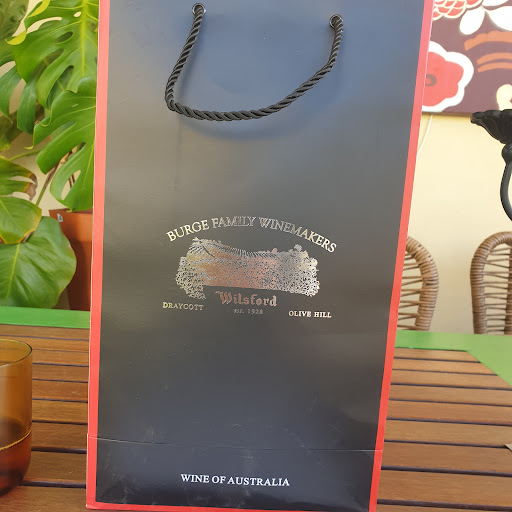 BURGE FAMILY WINEMAKERS
Wilsford
DRAYCOTT
EST. 1928
OLIVE HILL
WINE OF AUSTRALIA